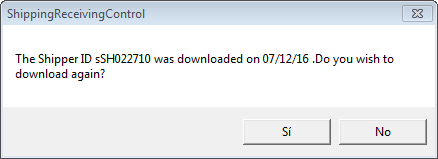 ShippingReceivingControl
The Shipper ID sSH022710 was downloaded on 07/12/16 .Do you wish to
download again?
Sí
No